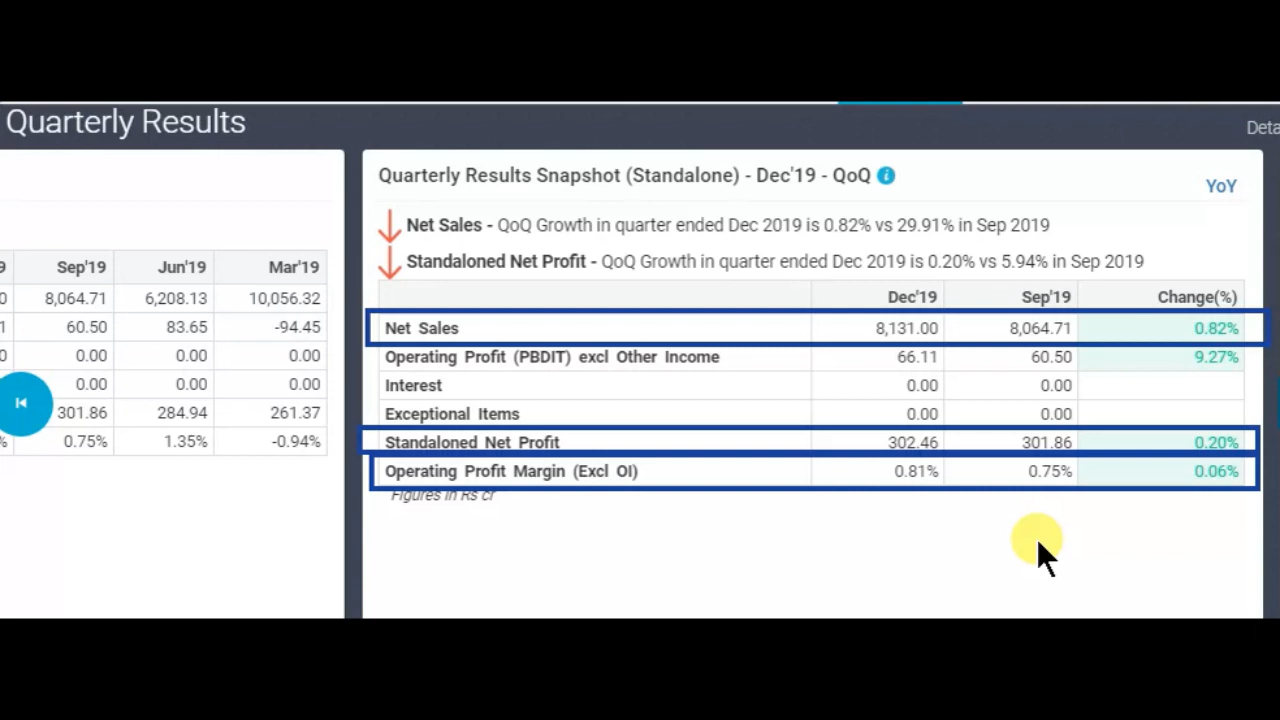 Quarterly Results
Deta
9 Sep'19 Jun'19 Mar'19
0 8,064.71 6,208.13 10,056.32
1 60.50 83.65 -94.45
0 0.00 0.00 0.00
0.00 0.00 0.00
301.86 284.94 261.37
% 0.75% 1.35% -0.94%
Quarterly Results Snapshot (Standalone) - Dec'19 - QoQ i
YoY
Net Sales - QoQ Growth in quarter ended Dec 2019 is 0.82% vs 29.91% in Sep 2019
Standaloned Net Profit - QoQ Growth in quarter ended Dec 2019 is 0.20% vs 5.94% in Sep 2019
Dec'19 Sep'19 Change(%)
Net Sales 8,131.00 8,064.71 0.82%
Operating Profit (PBDIT) excl Other Income 66.11 60.50 9.27%
Interest 0.00 0.00
Exceptional Items 0.00 0.00
Standaloned Net Profit 302.46 301.86 0.20%
Operating Profit Margin (Excl OI) 0.81% 0.75% 0.06%
Figures in Rs cr